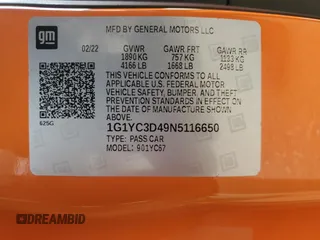 MFD BY GENERAL MOTORS LLC
gm
02/22 GVWR GAWR FRT GAWR RR
1890 KG 757 KG 1133 KG
4166 LB 1668 LB 2498 LB
THIS VEHICLE CONFORMS TO ALL
APPLICABLE U.S. FEDERAL MOTOR
VEHICLE SAFETY, BUMPER, AND THEFT
PREVENTION STANDARDS IN EFFECT ON
THE DATE OF MANUFACTURE SHOWN
ABOVE.
625G
1G1YC3D49N5116650
TYPE: PASS CAR
MODEL: 901YC67
DREAMBID